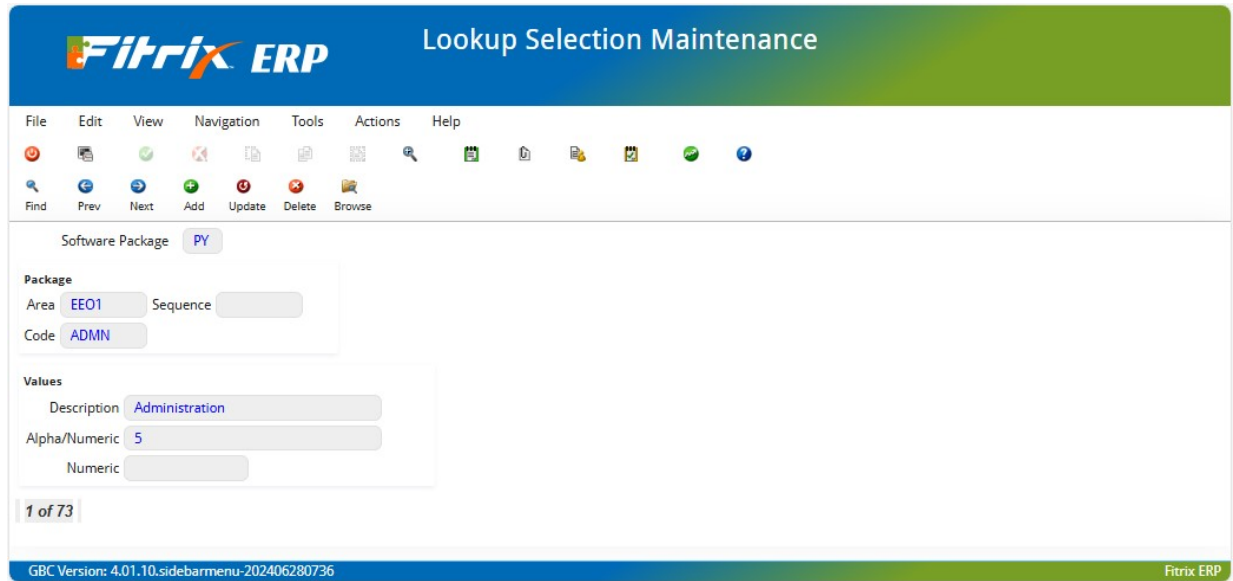 Fitrix ERP
Lookup Selection Maintenance
File Edit View Navigation Tools Actions Help
Find Prev Next Add Update Delete Browse
Software Package PY
Package
Area EEO1 Sequence
Code ADMN
Values
Description Administration
Alpha/Numeric 5
Numeric
1 of 73
GBC Version: 4.01.10.sidebarmenu-202406280736 Fitrix ERP